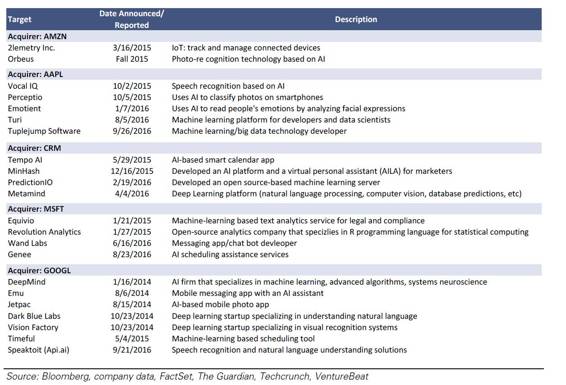 Target Date Announced/ Reported Description
Acquirer: AMZN
2lemetry Inc. 3/16/2015 IoT: track and manage connected devices
Orbeus Fall 2015 Photo-re cognition technology based on AI
Acquirer: AAPL
Vocal IQ 10/2/2015 Speech recognition based on AI
Perceptio 10/5/2015 Uses AI to classify photos on smartphones
Emotient 1/7/2016 Uses AI to read people's emotions by analyzing facial expressions
Turi 8/5/2016 Machine learning platform for developers and data scientists
Tuplejump Software 9/26/2016 Machine learning/big data technology developer
Acquirer: CRM
Tempo AI 5/29/2015 AI-based smart calendar app
MinHash 12/16/2015 Developed an AI platform and a virtual personal assistant (AILA) for marketers
PredictionIO 2/19/2016 Developed an open source-based machine learning server
Metamind 4/4/2016 Deep Learning platform (natural language processing, computer vision, database predictions, etc)
Acquirer: MSFT
Equivio 1/21/2015 Machine-learning based text analytics service for legal and compliance
Revolution Analytics 1/27/2015 Open-source analytics company that specizlies in R programming language for statistical computing
Wand Labs 6/16/2016 Messaging app/chat bot devleoper
Genee 8/23/2016 AI scheduling assistance services
Acquirer: GOOGL
DeepMind 1/16/2014 AI firm that specializes in machine learning, advanced algorithms, systems neuroscience
Emu 8/6/2014 Mobile messaging app with an AI assistant
Jetpac 8/15/2014 AI-based mobile photo app
Dark Blue Labs 10/23/2014 Deep learning startup specializing in understanding natural language
Vision Factory 10/23/2014 Deep learning startup specializing in visual recognition systems
Timeful 5/4/2015 Machine-learning based scheduling tool
Speaktoit (Api.ai) 9/21/2016 Speech recognition and natural language understanding solutions
Source: Bloomberg, company data, FactSet, The Guardian, Techcrunch, VentureBeat